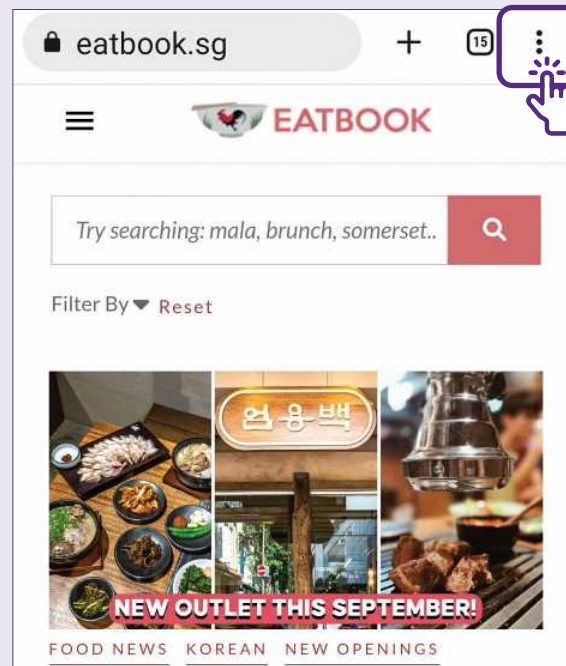 eatbook.sg
15
EATBOOK
Try searching: mala, brunch, somerset..
Filter By Reset
엄용백
NEW OUTLET THIS SEPTEMBER!
FOOD NEWS KOREAN NEW OPENINGS